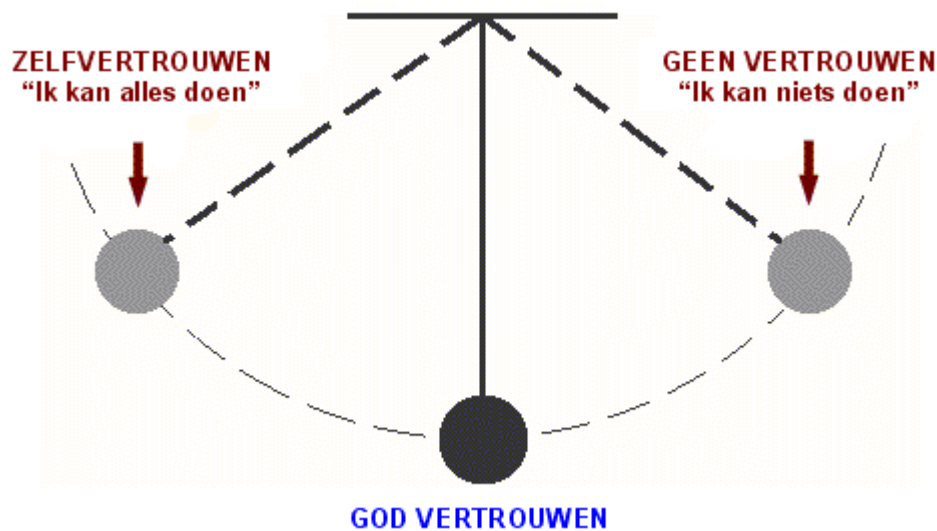 ZELFVERTROUWEN
“Ik kan alles doen”
GEEN VERTROUWEN
“Ik kan niets doen”
GOD VERTROUWEN